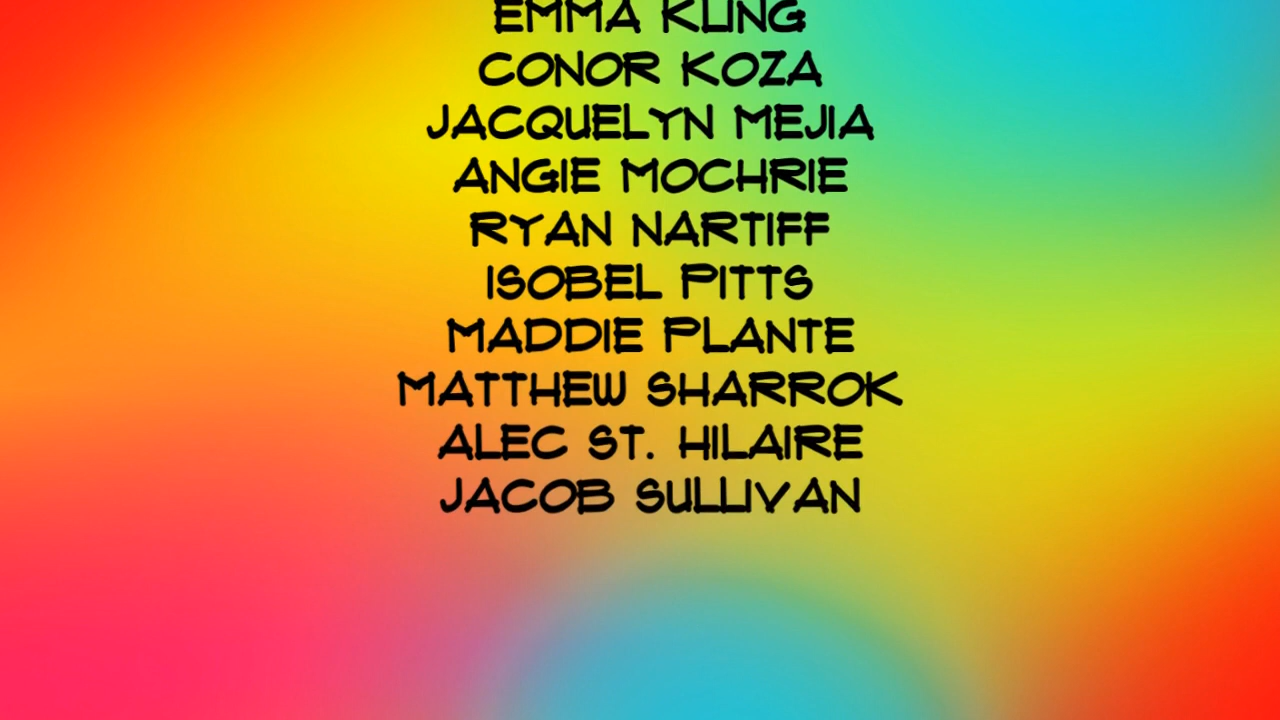 EMMA KLING
CONOR KOZA
JACQUELYN MEJIA
ANGIE MOCHRIE
RYAN NARTIFF
ISOBEL PITTS
MADDIE PLANTE
MATTHEW SHARROK
ALEC ST. HILAIRE
JACOB SULLIVAN